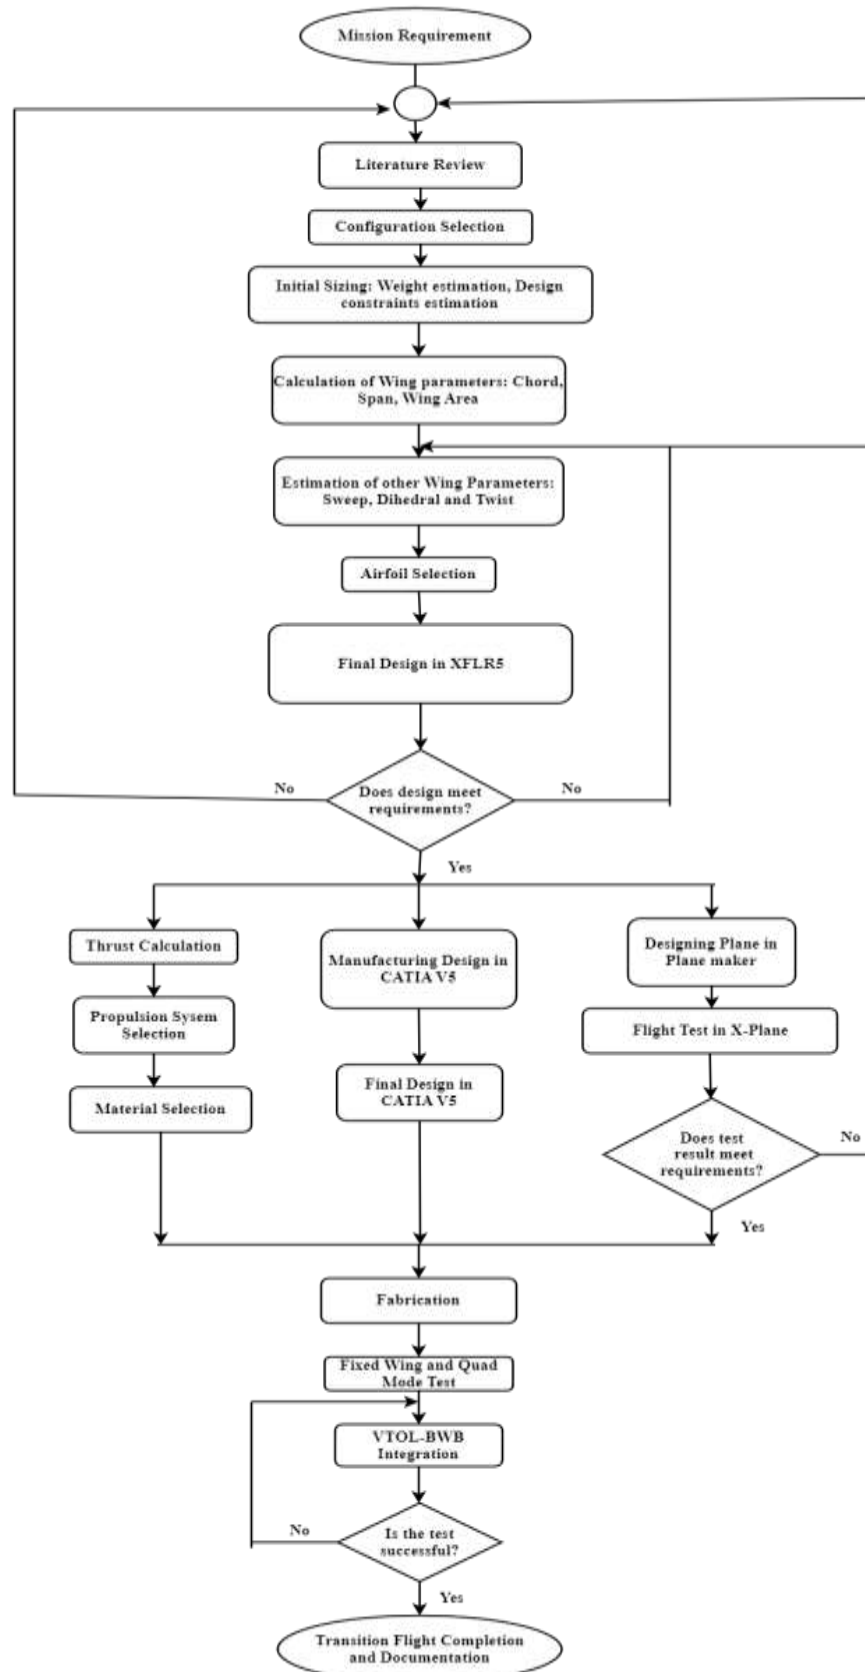 Mission Requirement
Literature Review
Configuration Selection
Initial Sizing: Weight estimation, Design
constraints estimation
Calculation of Wing parameters: Chord,
Span, Wing Area
Estimation of other Wing Parameters:
Sweep, Dihedral and Twist
Airfoil Selection
Final Design in XFLR5
No
Does design meet
requirements?
No
Yes
Thrust Calculation
Propulsion Sysem
Selection
Material Selection
Manufacturing Design in
CATIA V5
Final Design in
CATIA V5
Designing Plane in
Plane maker
Flight Test in X-Plane
Does test
result meet
requirements?
No
Yes
Fabrication
Fixed Wing and Quad
Mode Test
VTOL-BWB
Integration
No
Is the test
successful?
Yes
Transition Flight Completion
and Documentation